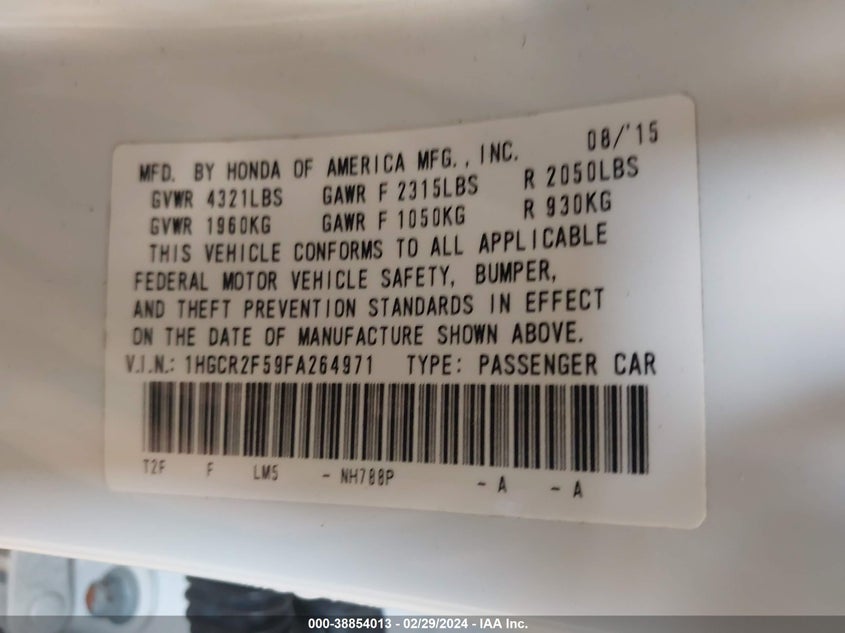 08/'15
MFD. BY HONDA OF AMERICA MFG., INC.
GVWR 4321LBS GAWR F 2315LBS R 2050LBS
GVWR 1960KG GAWR F 1050KG R 930KG
THIS VEHICLE CONFORMS TO ALL APPLICABLE
FEDERAL MOTOR VEHICLE SAFETY, BUMPER,
AND THEFT PREVENTION STANDARDS IN EFFECT
ON THE DATE OF MANUFACTURE SHOWN ABOVE.
V.I.N.: 1HGCR2F59FA264971 TYPE: PASSENGER CAR
T2F F LM5 - NH788P - A - A
000-38854013 - 02/29/2024 - IAA Inc.